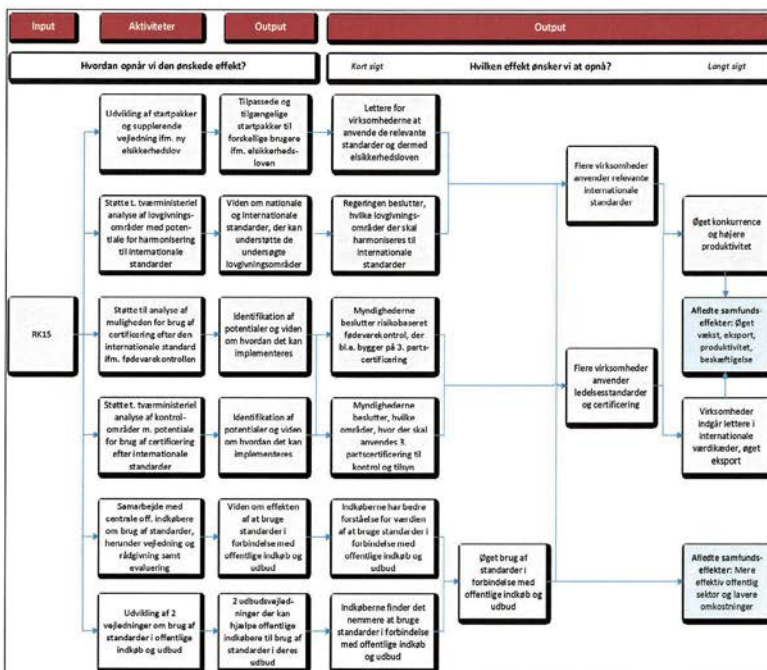 Input
Aktiviteter
Output
Output
Hvordan opnår vi den ønskede effekt?
Kort sigt
Hvilken effekt ønsker vi at opnå?
Langt sigt
Udvikling af startpakker
og supplerende
vejledning ifm. ny
elsikkerhedslov
Tilpassede og
tilgængelige
startpakker til
forskellige brugere
ifm. elsikkerheds-
loven
Lettere for
virksomhederne at
anvende de relevante
standarder og dermed
elsikkerhedsloven
Flere virksomheder
anvender relevante
internationale
standarder
Støtte t. tværministeriel
analyse af lovgivnings-
områder med poten-
tiale for harmonisering
til internationale
standarder
Viden om nationale
og internationale
standarder, der kan
understøtte de
undersøgte
lovgivningsområder
Regeringen beslutter,
hvilke lovgivnings-
områder der skal
harmoniseres til
internationale
standarder
Øget konkurrence
og højere
produktivitet
RK15
Støtte til analyse af
muligheden for brug af
certificering efter den
international standard
ifm. fødevarekontrollen
Identifikation af
potentialer og viden
om hvordan det kan
implementeres
Myndighederne
beslutter risikobaseret
fødevarekontrol, der
bl.a. bygger på 3. parts-
certificering
Afledte samfunds-
effekter: Øget
vækst, eksport,
produktivitet,
beskæftigelse
Flere virksomheder
anvender
ledelsesstandarder
og certificering
Støtte t. tværministeriel
analyse af kontrol-
områder m. potentiale
for brug af certificering
efter internationale
standarder
Identifikation af
potentialer og viden
om hvordan det kan
implementeres
Myndighederne
beslutter, hvilke
områder, hvor der skal
anvendes 3.
partscertificering til
kontrol og tilsyn
Virksomheder
indgår lettere i
internationale
værdikæder, øget
eksport
Samarbejde med
centrale off. indkøbere
om brug af standarder,
herunder vejledning og
rådgivning samt
evaluering
Viden om effekten
af at bruge
standarder i
forbindelse med
offentlige indkøb og
udbud
Indkøberne har bedre
forståelse for værdien
af at bruge standarder i
forbindelse med
offentlige indkøb og
udbud
Øget brug af
standarder i
forbindelse med
offentlige indkøb og
udbud
Afledte samfunds-
effekter: Mere
effektiv offentlig
sektor og lavere
omkostninger
Udvikling af 2
vejledninger om brug af
standarder i offentlige
indkøb og udbud
2 udbudsvejled-
ninger der kan
hjælpe offentlige
indkøbere til brug af
standarder i deres
udbud
Indkøberne finder det
nemmere at bruge
standarder i forbindelse
med offentlige indkøb
og udbud